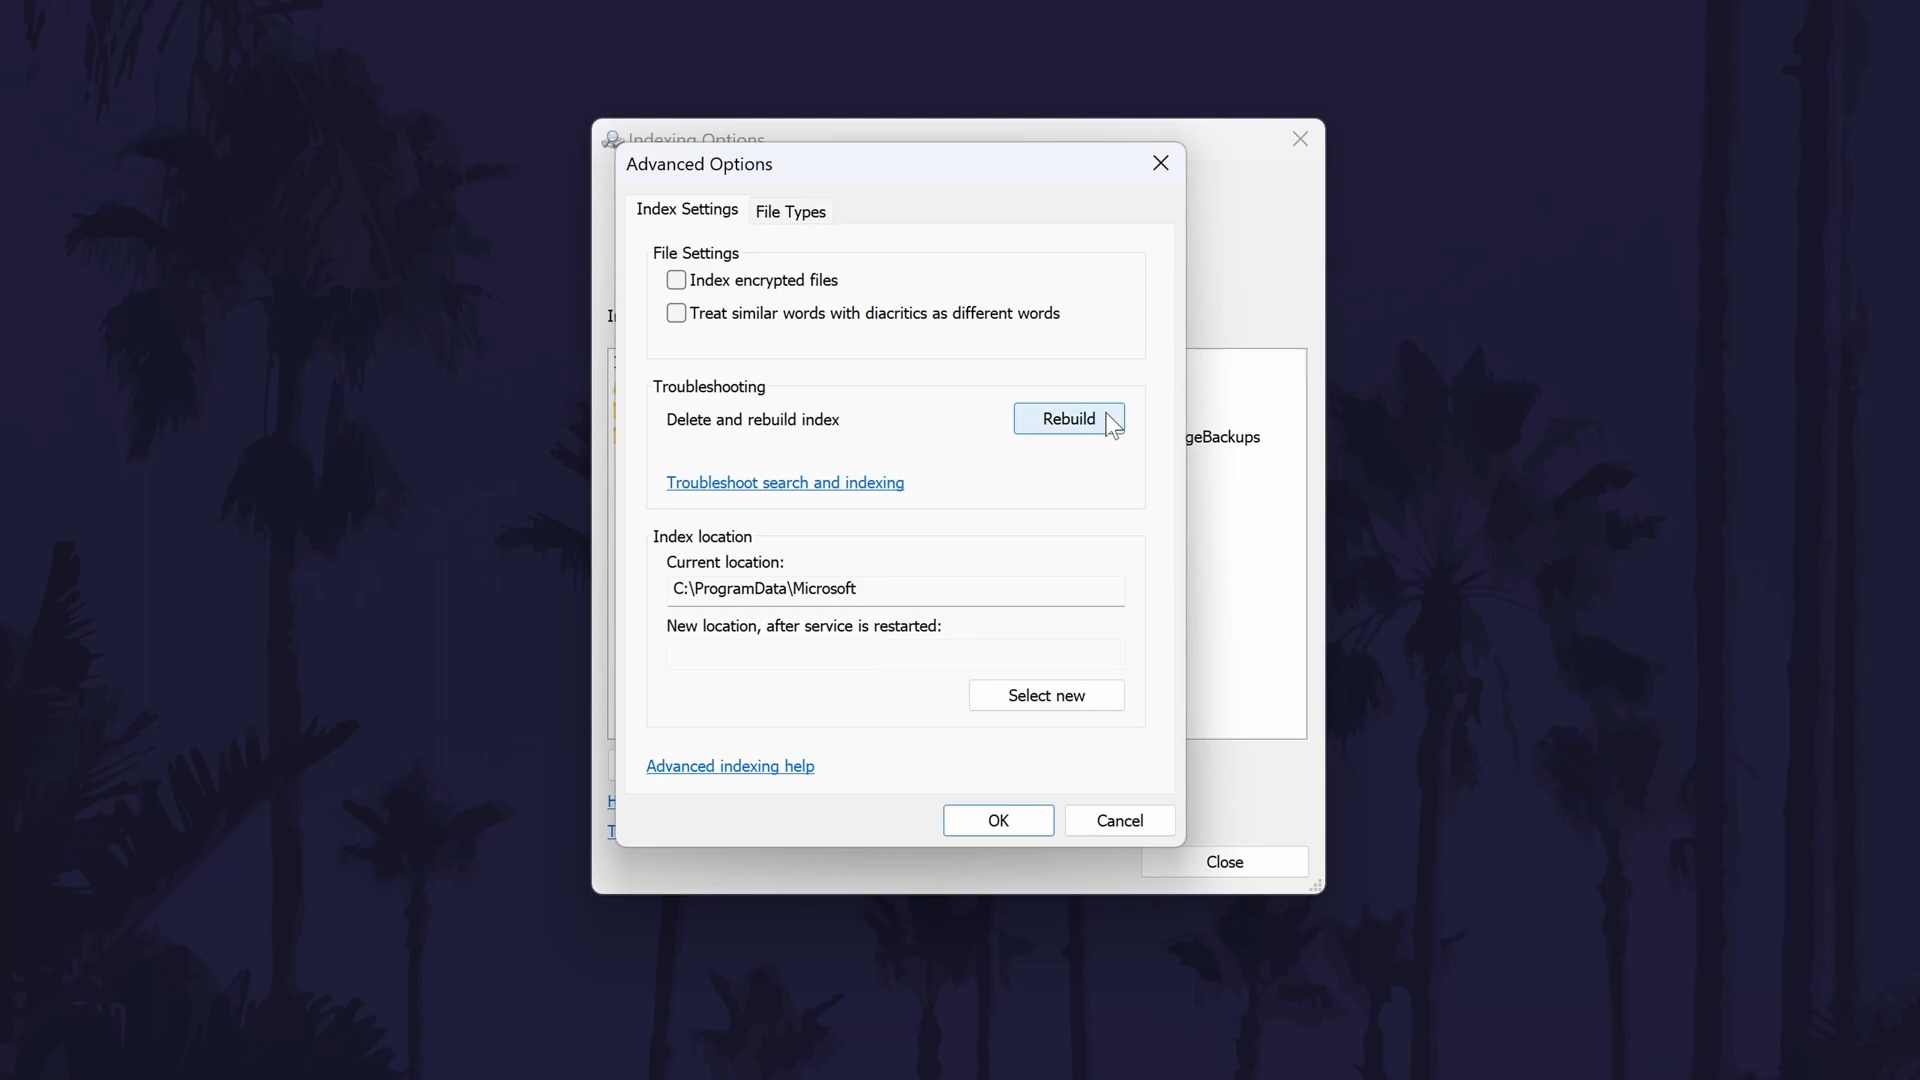 Indexing Options
Advanced Options
Index Settings
File Types
File Settings
Index encrypted files
Treat similar words with diacritics as different words
Troubleshooting
Delete and rebuild index
Rebuild
geBackups
Troubleshoot search and indexing
Index location
Current location:
C:\ProgramData\Microsoft
New location, after service is restarted:
Select new
Advanced indexing help
OK
Cancel
Close